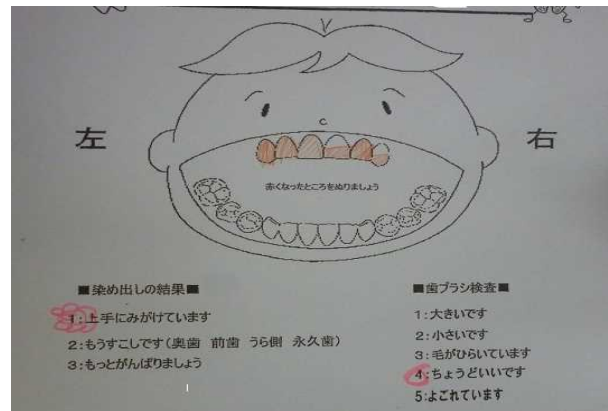 左
右
赤くなったところをぬりましょう
■染め出しの結果■
1:上手にみがけています
2:もうすこしです(奥歯 前歯 うら側 永久歯)
3:もっとがんばりましょう
■歯ブラシ検査■
1:大きいです
2:小さいです
3:毛がひらいています
4:ちょうどいいです
5:よごれています